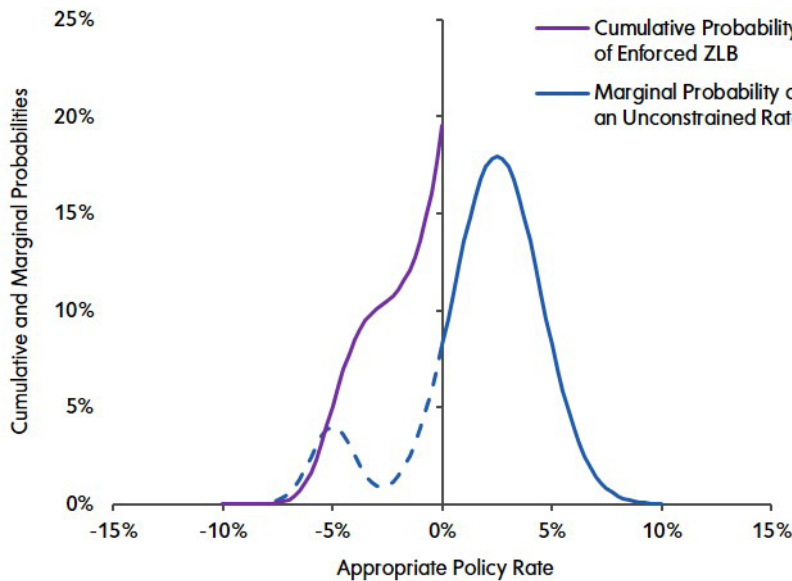 25%
20%
15%
10%
5%
0%
Cumulative and Marginal Probabilities
Cumulative Probability
of Enforced ZLB
Marginal Probability o
an Unconstrained Rat
-15%
-10%
-5%
0%
5%
10%
15%
Appropriate Policy Rate